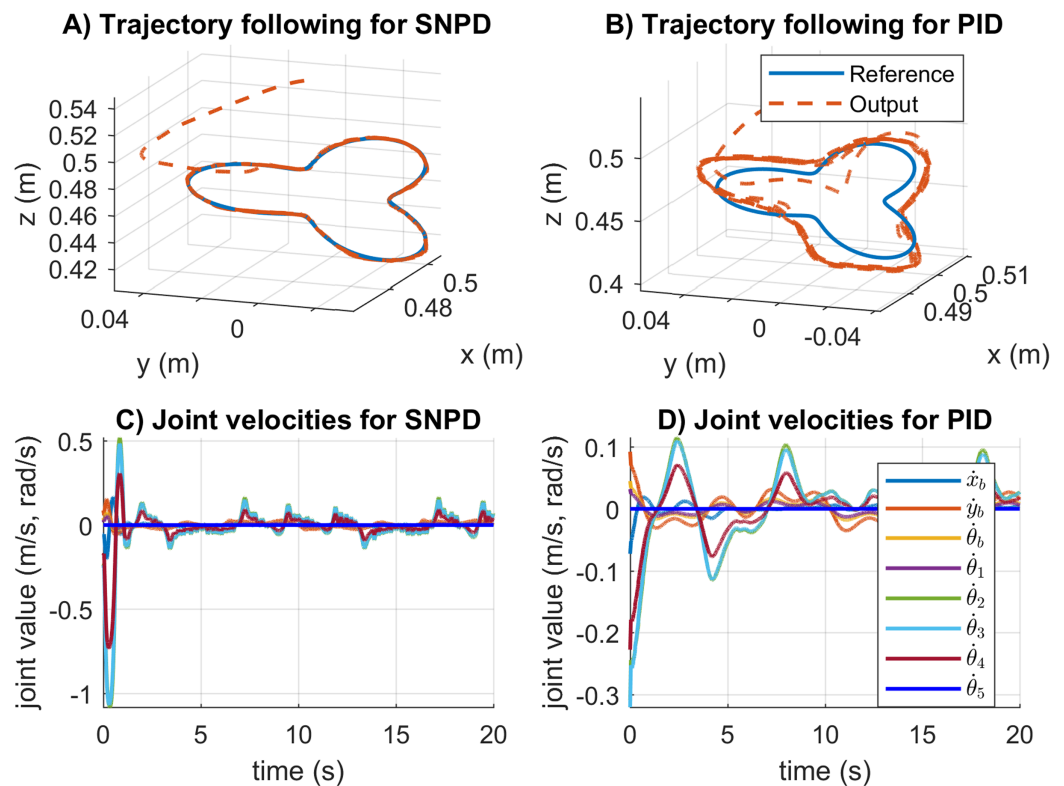 A) Trajectory following for SNPD
0.54
0.52
0.5
0.48
0.46
0.44
0.42
z (m)
0.04
0
y (m)
0.5
0.48
x (m)
B) Trajectory following for PID
Reference
Output
0.5
0.45
0.4
z (m)
0.04
0
-0.04
y (m)
0.51
0.5
0.49
x (m)
C) Joint velocities for SNPD
0.5
0
-0.5
-1
joint value (m/s, rad/s)
0
5
10
15
20
time (s)
D) Joint velocities for PID
0.1
0
-0.1
-0.2
-0.3
joint value (m/s, rad/s)
ẋ_b
ẏ_b
θ̇_b
θ̇_1
θ̇_2
θ̇_3
θ̇_4
θ̇_5
0
5
10
15
20
time (s)